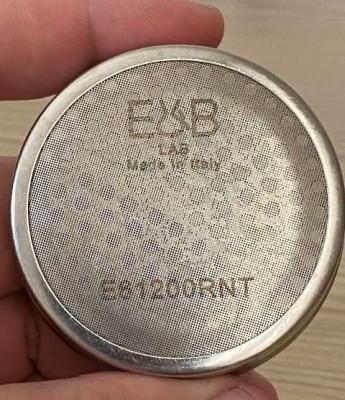 E&B
LAB
Made in Italy
E61200RNT